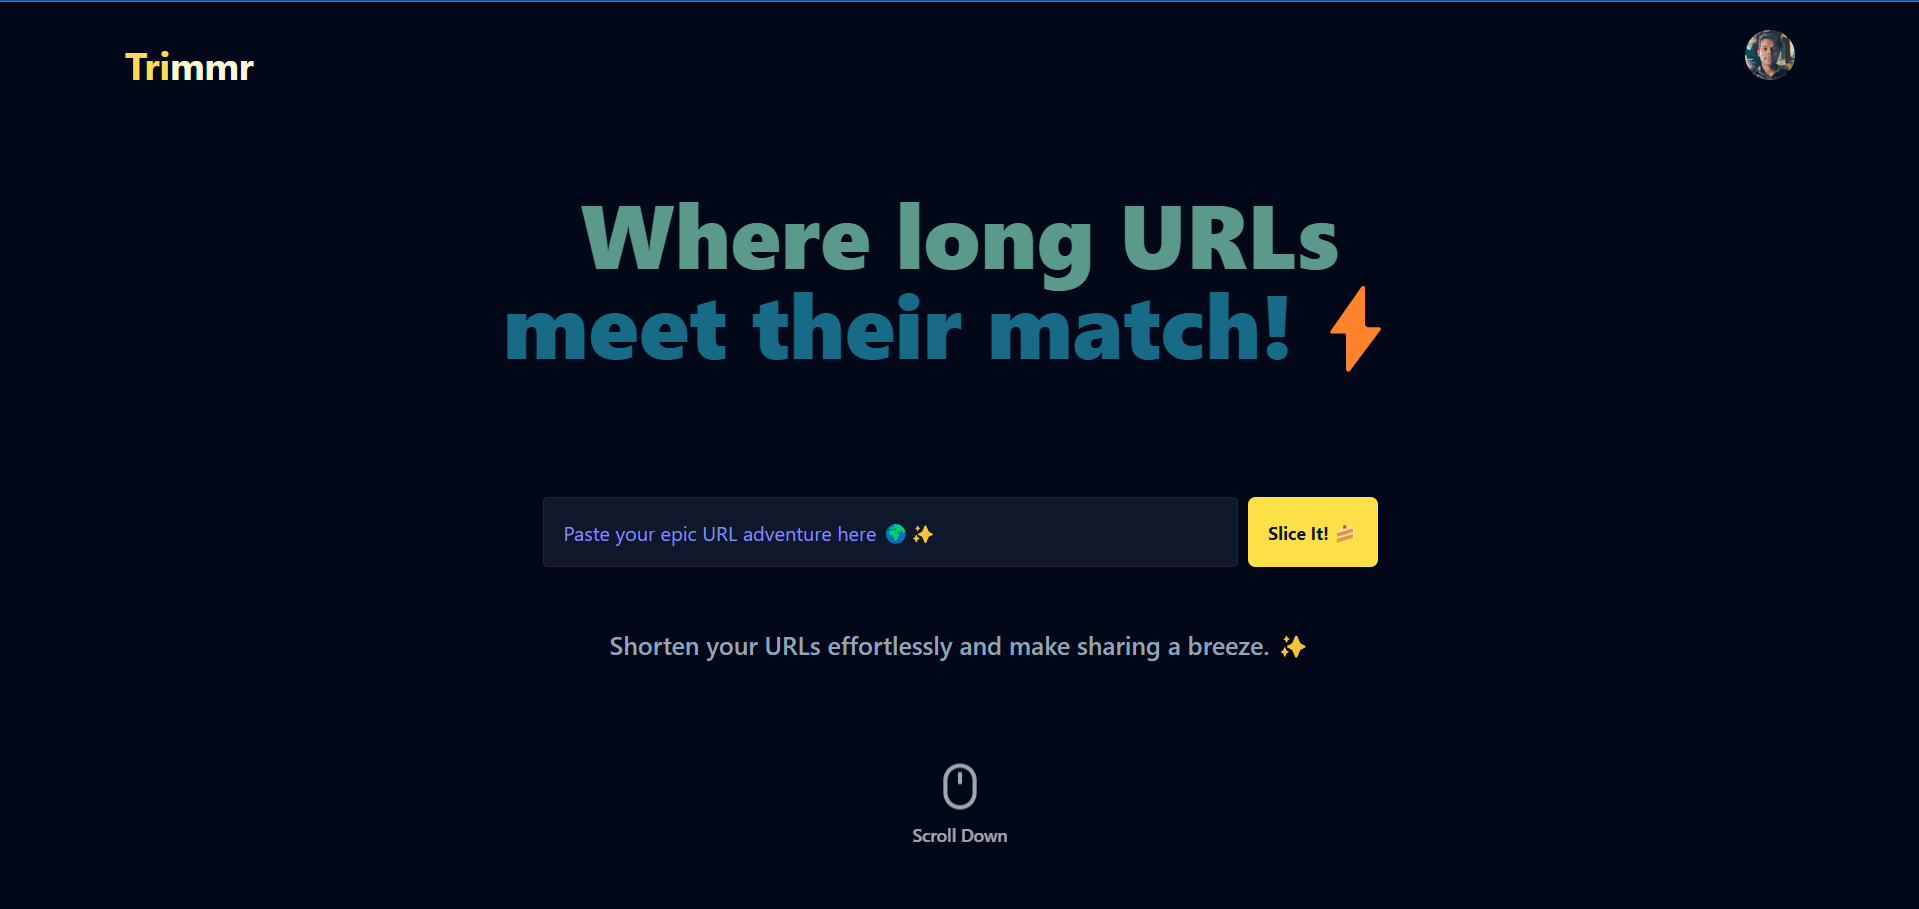 Trimmr
Where long URLs
meet their match! ⚡
Paste your epic URL adventure here 🌍 ✨
Slice It! 🍰
Shorten your URLs effortlessly and make sharing a breeze. ✨
Scroll Down